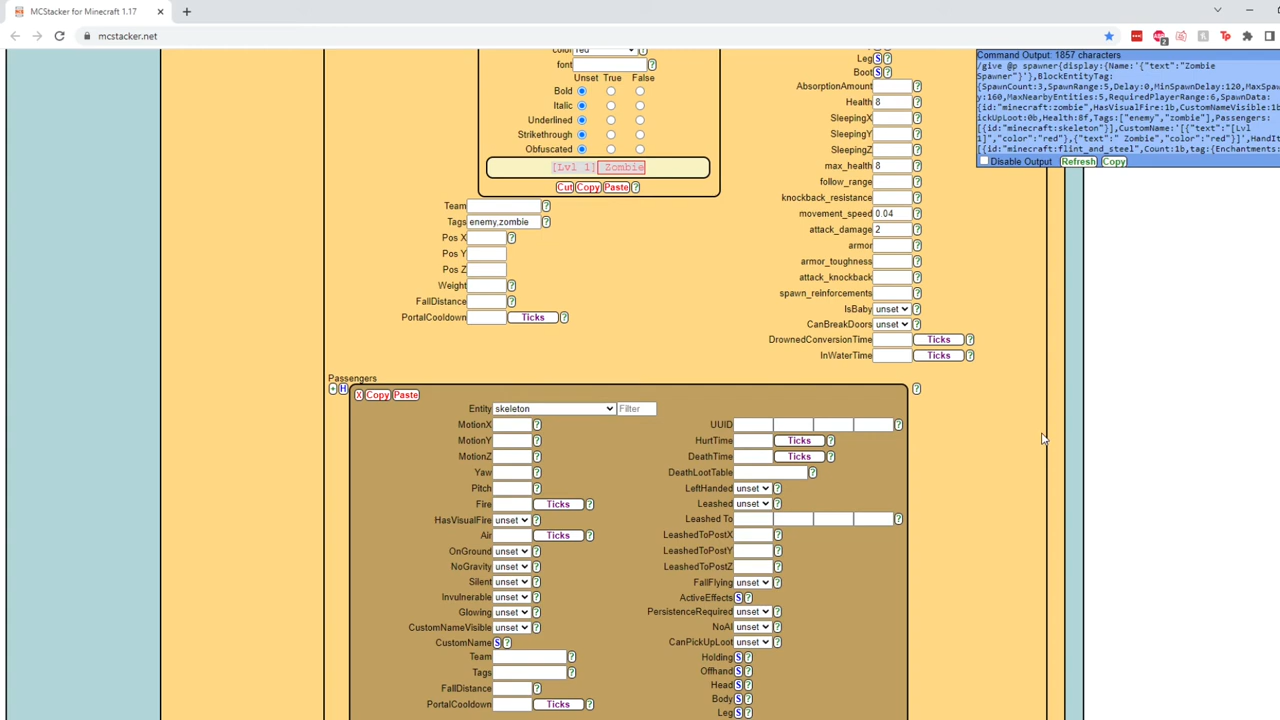 MCStacker for Minecraft 1.17
mcstacker.net
color red ?
font ?
Unset True False
Bold
Italic
Underlined
Strikethrough
Obfuscated
[Lvl 1] Zombie
Cut Copy Paste ?
Team ?
Tags enemy,zombie ?
Pos X ?
Pos Y
Pos Z
Weight ?
FallDistance ?
PortalCooldown Ticks ?
Leg S ?
Boot S ?
AbsorptionAmount ?
Health 8 ?
SleepingX ?
SleepingY ?
SleepingZ ?
max_health 8 ?
follow_range ?
knockback_resistance ?
movement_speed 0.04 ?
attack_damage 2 ?
armor ?
armor_toughness ?
attack_knockback ?
spawn_reinforcements ?
IsBaby unset ?
CanBreakDoors unset ?
DrownedConversionTime Ticks ?
InWaterTime Ticks ?
Command Output: 1857 characters
/give @p spawner{display:{Name:'{"text":"Zombie
Spawner"}'},BlockEntityTag:
{SpawnCount:3,SpawnRange:5,Delay:0,MinSpawnDelay:120,MaxSpaw
y:160,MaxNearbyEntities:5,RequiredPlayerRange:6,SpawnData:
{id:"minecraft:zombie",HasVisualFire:1b,CustomNameVisible:1b
ickUpLoot:0b,Health:8f,Tags:["enemy","zombie"],Passengers:
[{id:"minecraft:skeleton"}],CustomName:'[{"text":"[Lvl
1]","color":"red"},{"text":" Zombie","color":"red"}]',HandIt
[{id:"minecraft:flint_and_steel",Count:1b,tag:{Enchantments:
Disable Output Refresh Copy
Passengers
+ H X Copy Paste ?
Entity skeleton Filter
MotionX ?
MotionY ?
MotionZ ?
Yaw ?
Pitch ?
Fire Ticks ?
HasVisualFire unset ?
Air Ticks ?
OnGround unset ?
NoGravity unset ?
Silent unset ?
Invulnerable unset ?
Glowing unset ?
CustomNameVisible unset ?
CustomName S ?
Team ?
Tags ?
FallDistance ?
PortalCooldown Ticks ?
UUID ?
HurtTime Ticks ?
DeathTime Ticks ?
DeathLootTable ?
LeftHanded unset ?
Leashed unset ?
Leashed To ?
LeashedToPostX ?
LeashedToPostY ?
LeashedToPostZ ?
FallFlying unset ?
ActiveEffects S ?
PersistenceRequired unset ?
NoAI unset ?
CanPickUpLoot unset ?
Holding S ?
Offhand S ?
Head S ?
Body S ?
Leg S ?